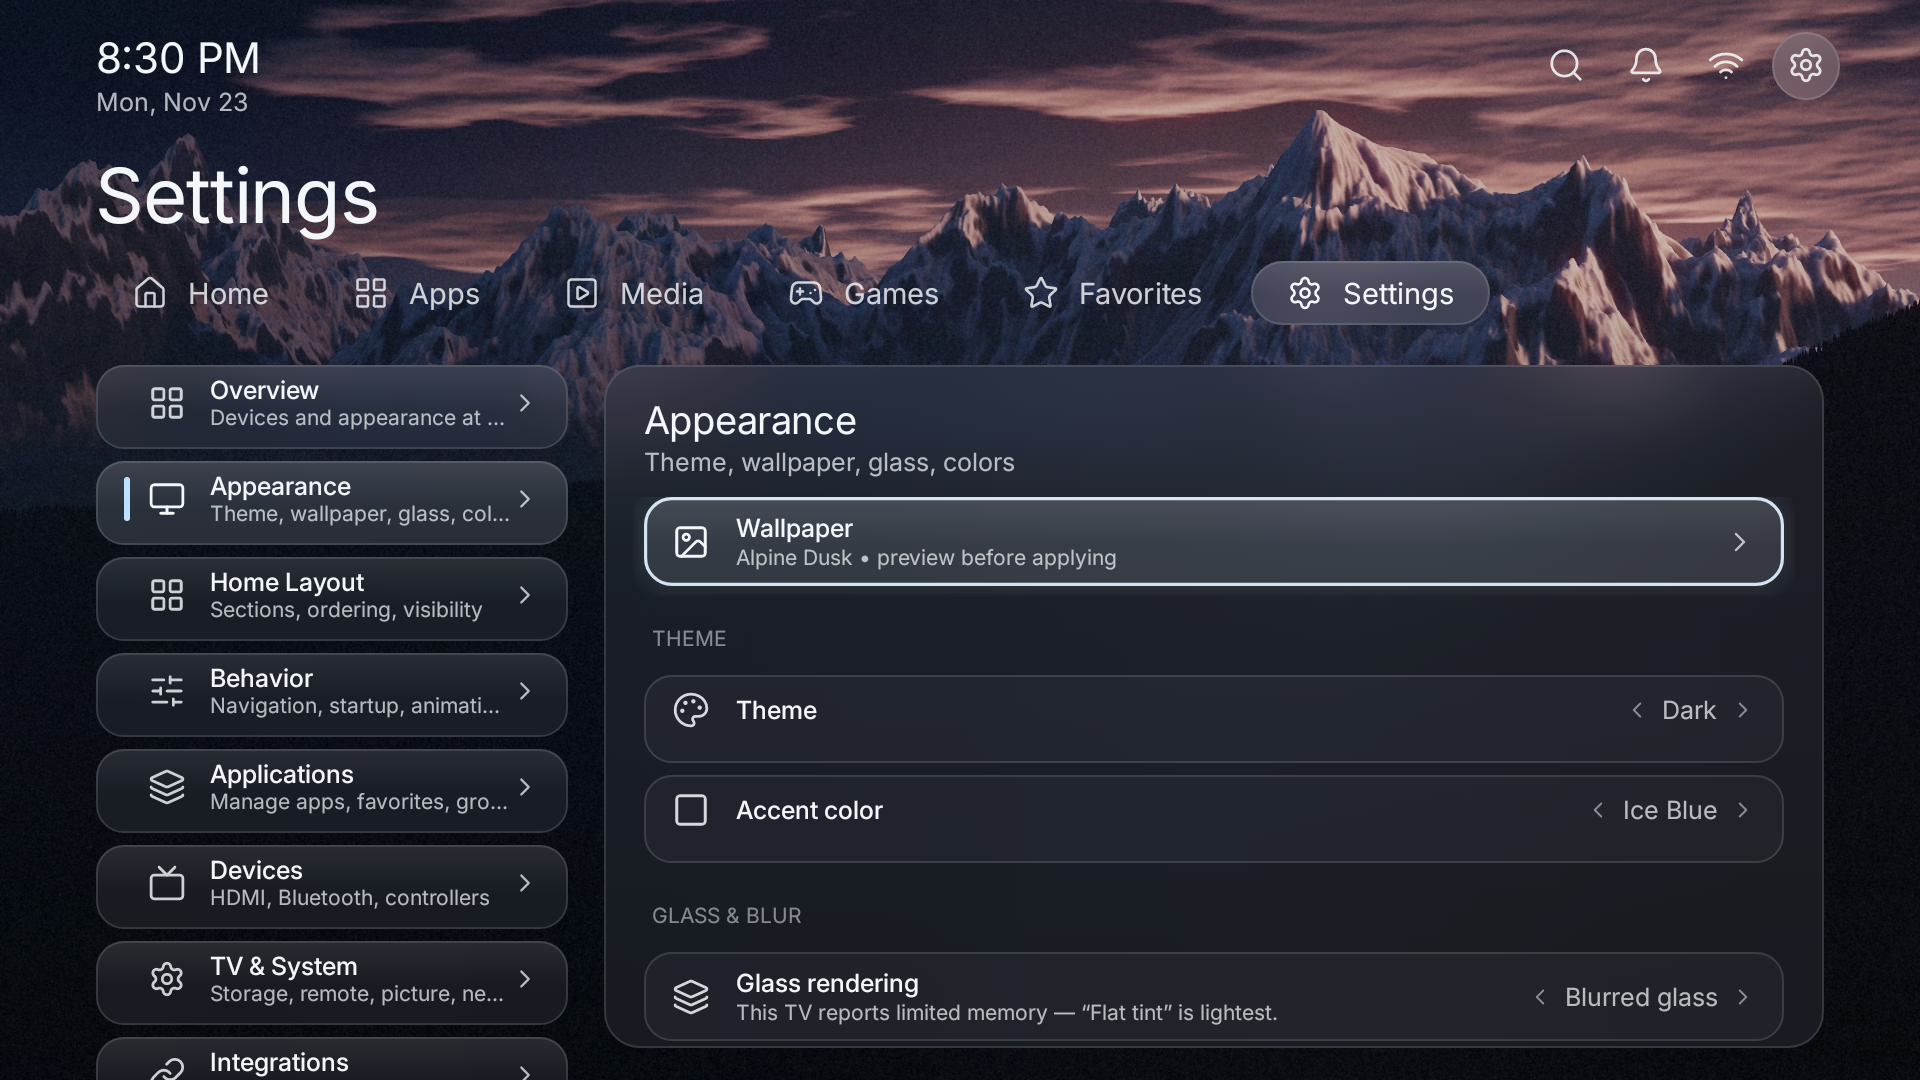 8:30 PM
Mon, Nov 23
Settings
Home
Apps
Media
Games
Favorites
Settings
Overview
Devices and appearance at ...
Appearance
Theme, wallpaper, glass, col...
Home Layout
Sections, ordering, visibility
Behavior
Navigation, startup, animati...
Applications
Manage apps, favorites, gro...
Devices
HDMI, Bluetooth, controllers
TV & System
Storage, remote, picture, ne...
Integrations
Appearance
Theme, wallpaper, glass, colors
Wallpaper
Alpine Dusk • preview before applying
THEME
Theme
Dark
Accent color
Ice Blue
GLASS & BLUR
Glass rendering
This TV reports limited memory — “Flat tint” is lightest.
Blurred glass